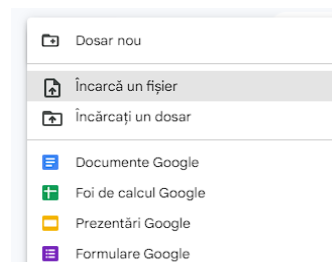 Dosar nou
Încarcă un fișier
Încărcați un dosar
Documente Google
Foi de calcul Google
Prezentări Google
Formulare Google